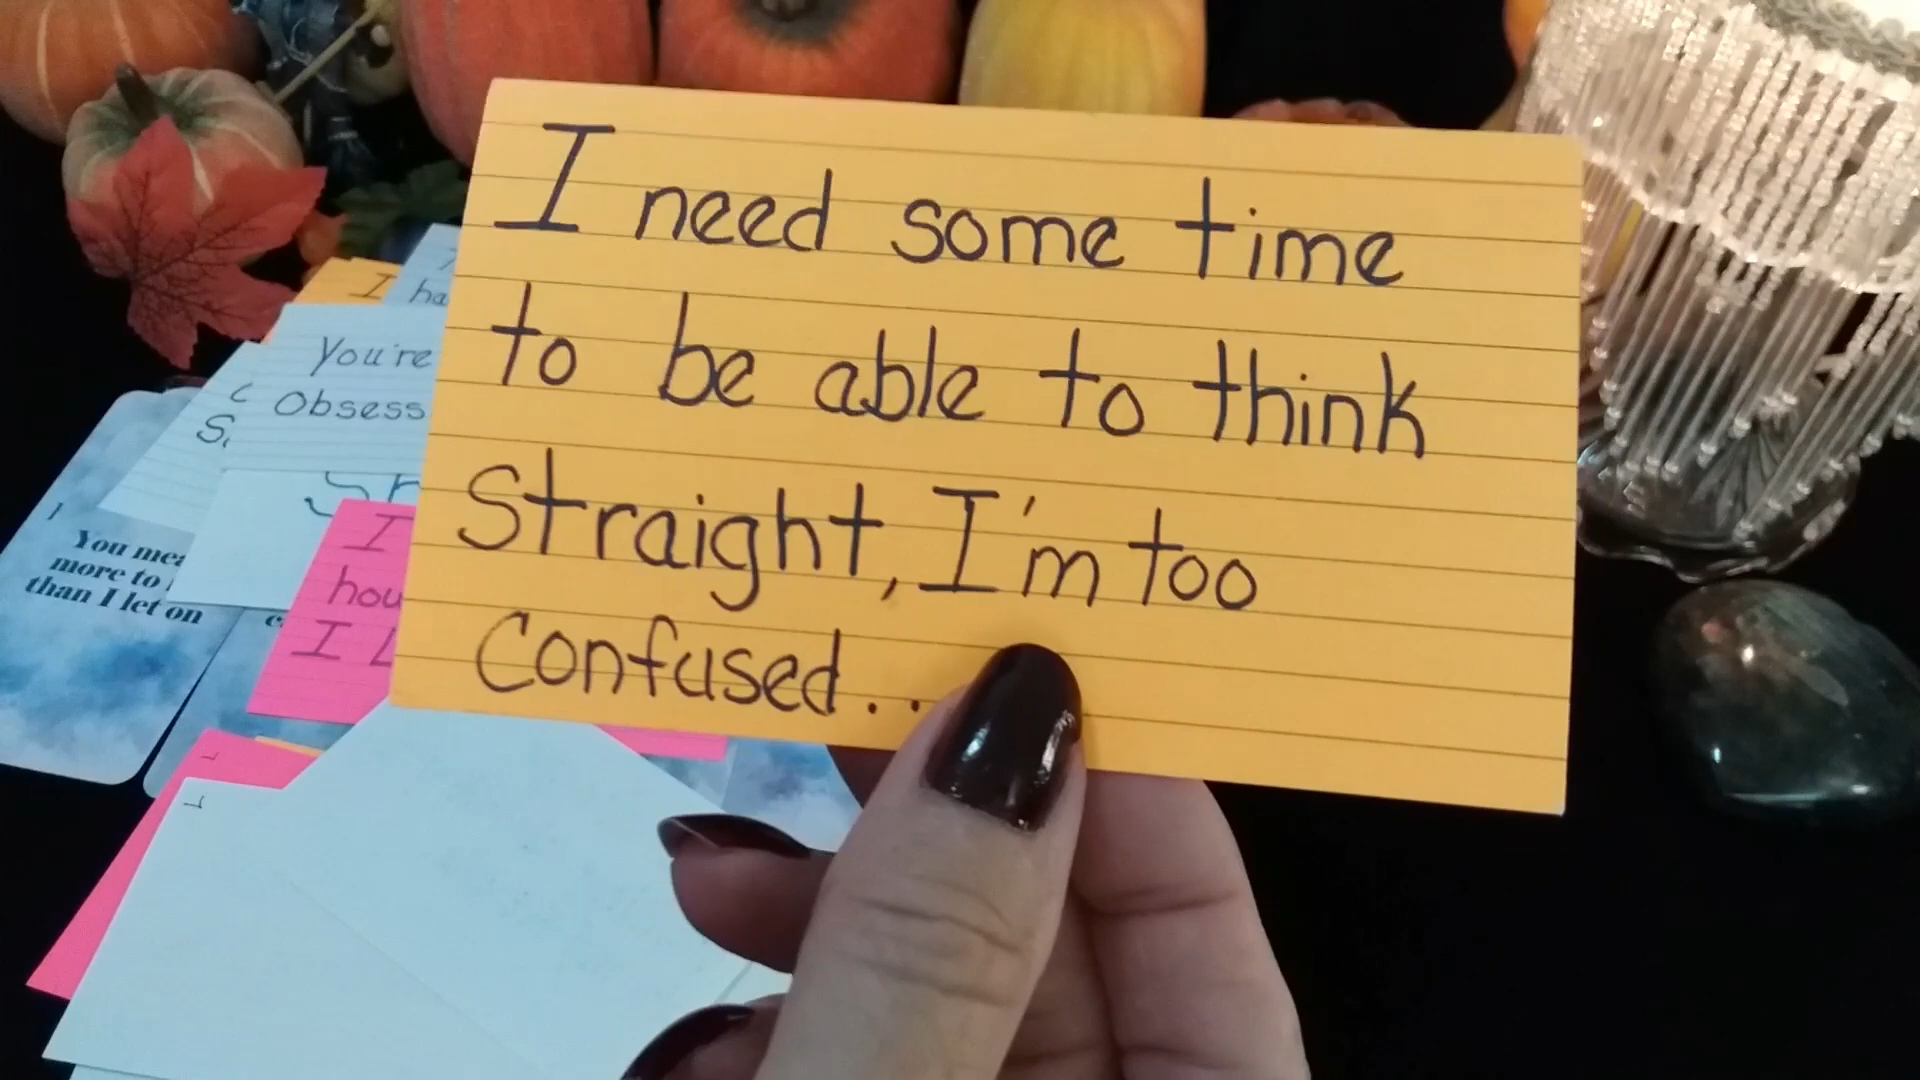 I need some time
to be able to think
Straight, I'm too
Confused...
I ha
You're
Obsess
I
hou
I L
You mea
more to
than I let on